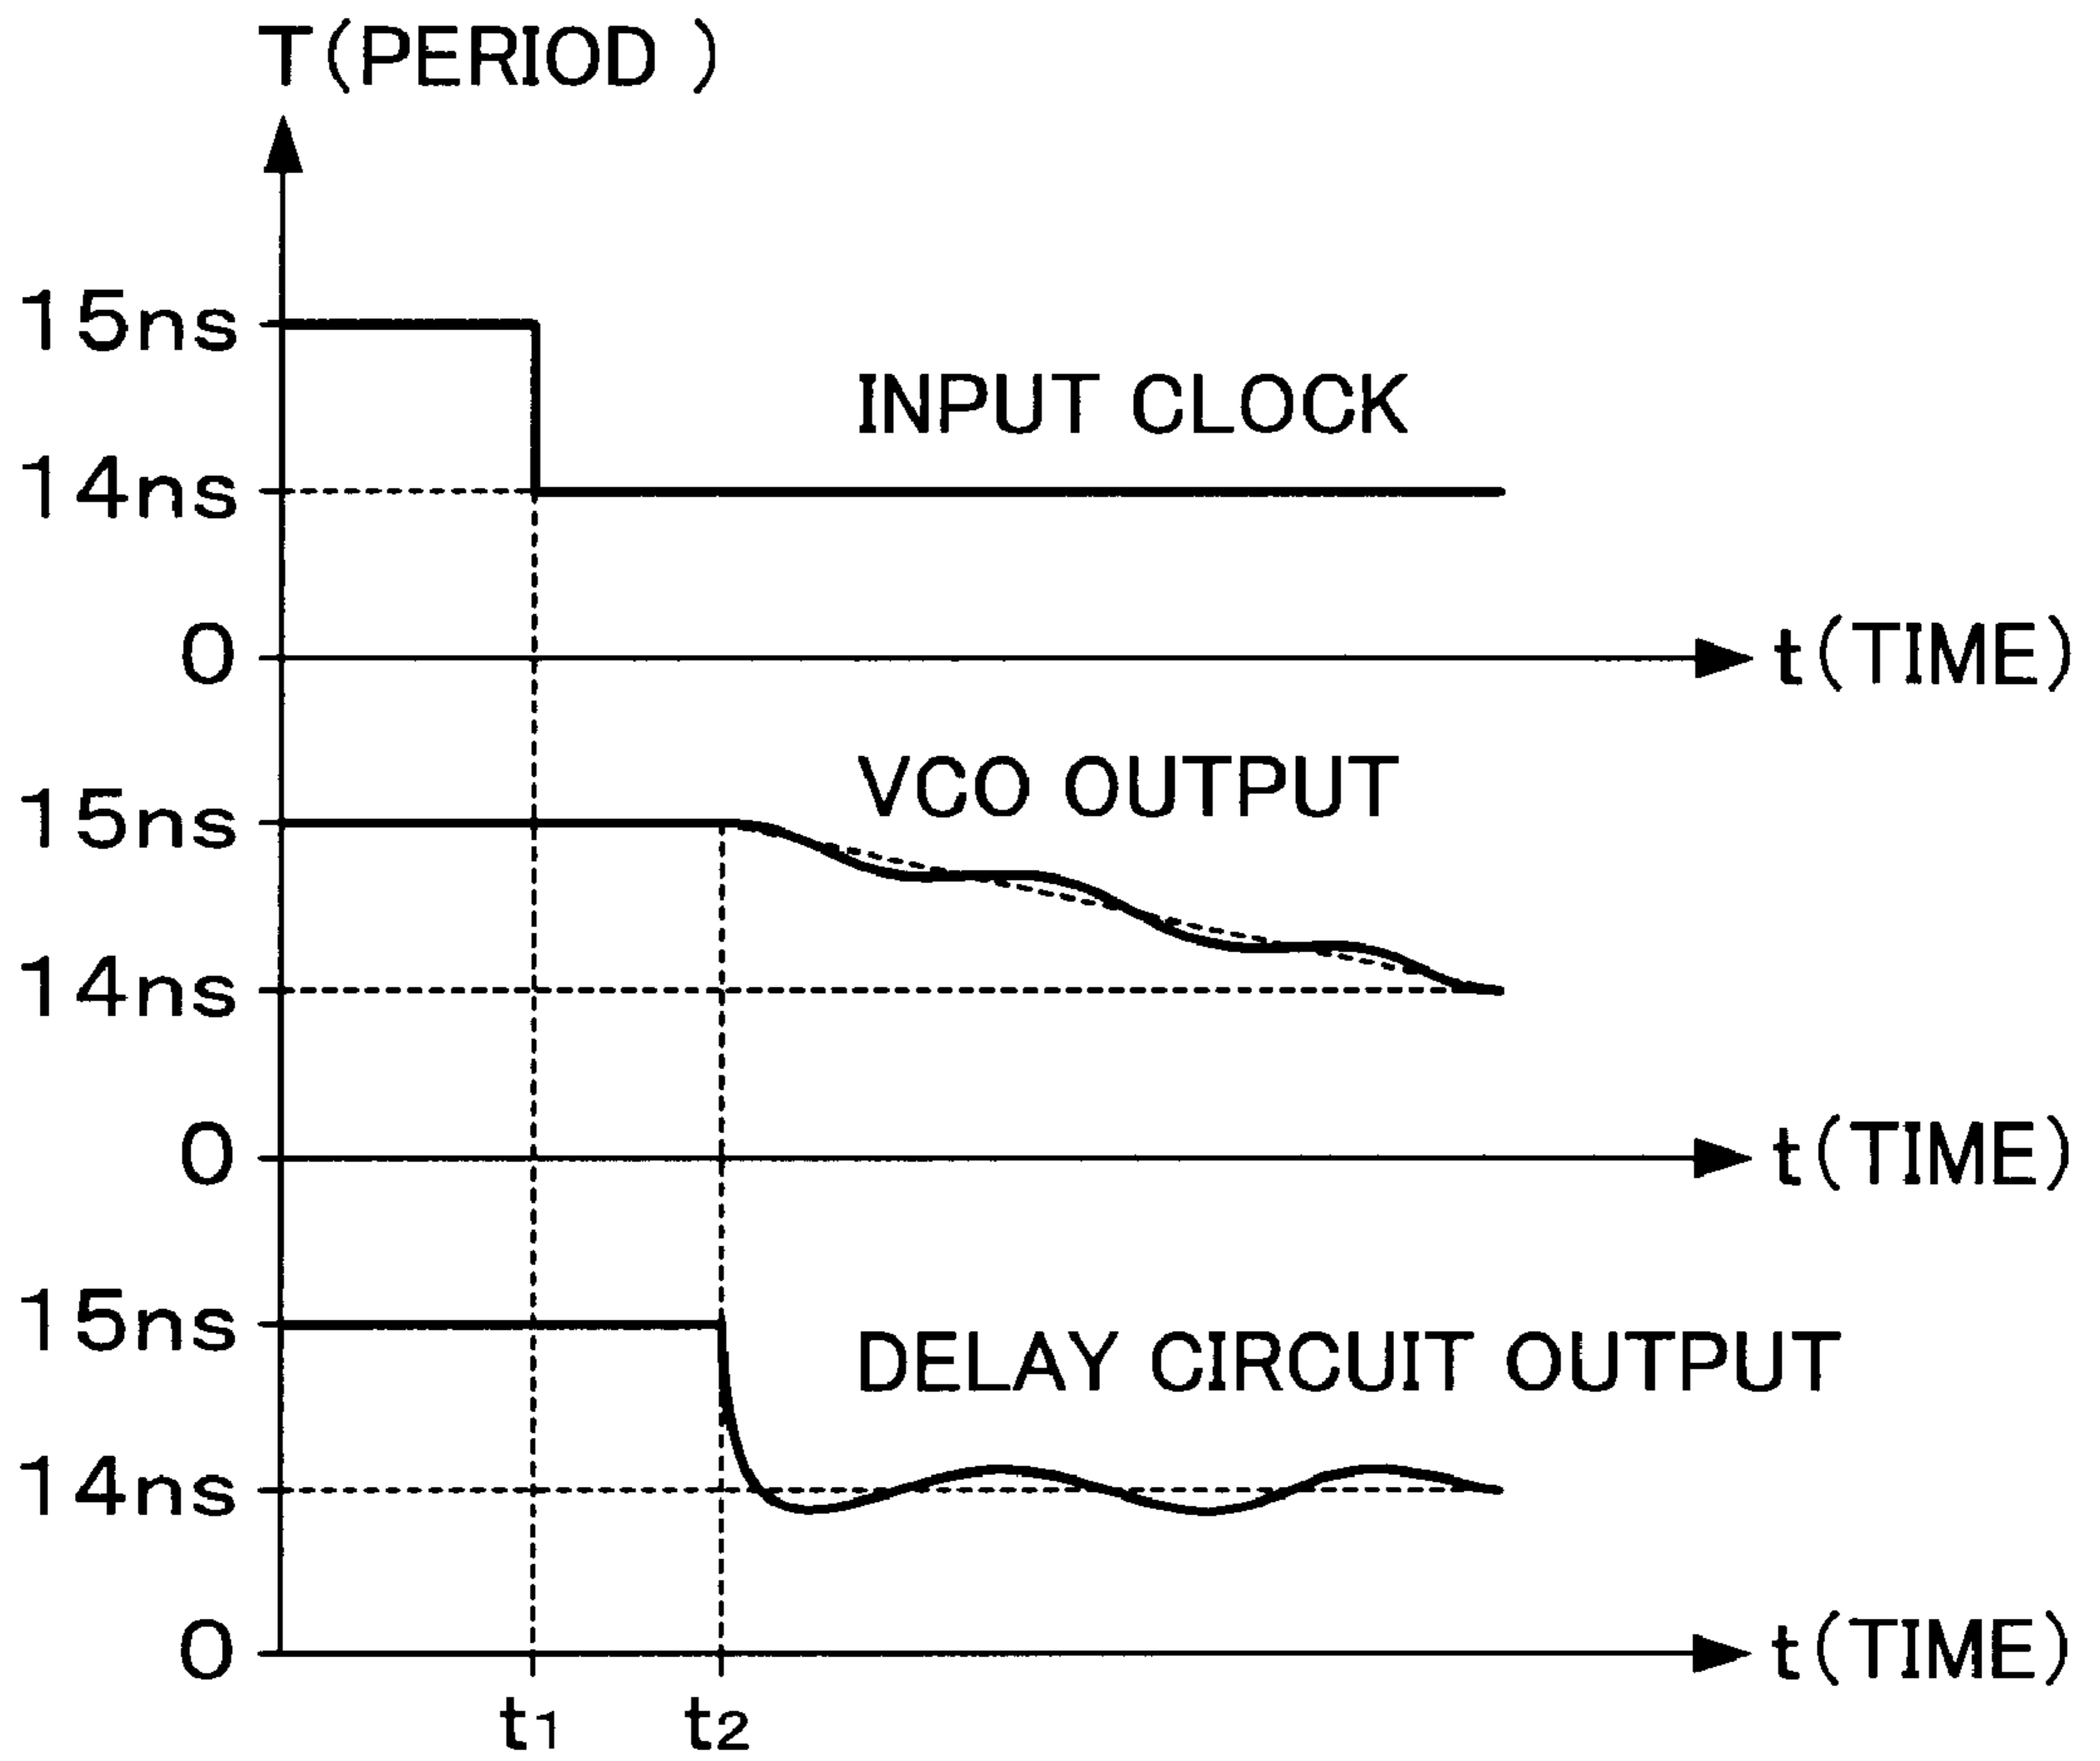 T(PERIOD )
15ns
INPUT CLOCK
14ns
0
t(TIME)
VCO OUTPUT
15ns
14ns
0
t(TIME)
15ns
DELAY CIRCUIT OUTPUT
14ns
0
t(TIME)
t1
t2